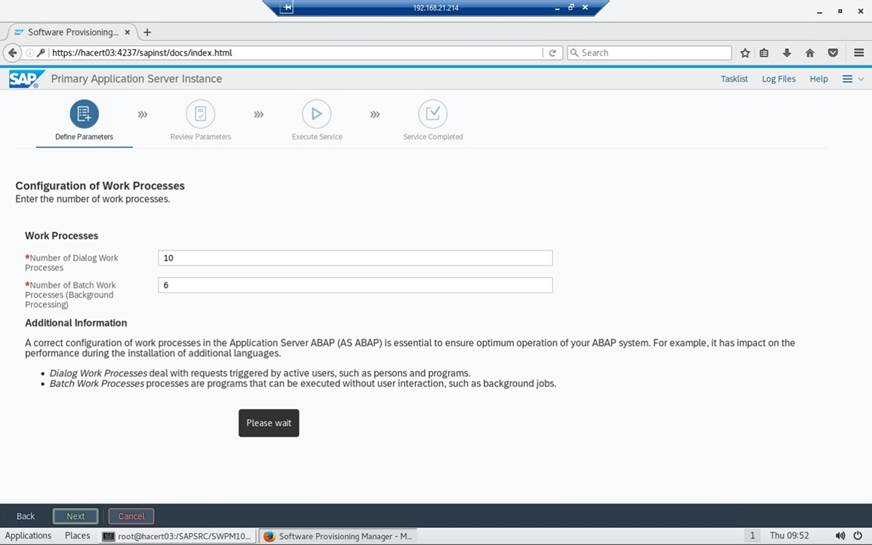 192.168.21.214
Software Provisioning...
https://hacert03:4237/sapinst/docs/index.html
Search
SAP Primary Application Server Instance
Tasklist Log Files Help
Define Parameters Review Parameters Execute Service Service Completed
Configuration of Work Processes
Enter the number of work processes.
Work Processes
*Number of Dialog Work
Processes
10
*Number of Batch Work
Processes (Background
Processing)
6
Additional Information
A correct configuration of work processes in the Application Server ABAP (AS ABAP) is essential to ensure optimum operation of your ABAP system. For example, it has impact on the
performance during the installation of additional languages.
• Dialog Work Processes deal with requests triggered by active users, such as persons and programs.
• Batch Work Processes processes are programs that can be executed without user interaction, such as background jobs.
Please wait
Back Next Cancel
Applications Places root@hacert03:/SAPSRC/SWPM10... Software Provisioning Manager - M... 1 Thu 09:52